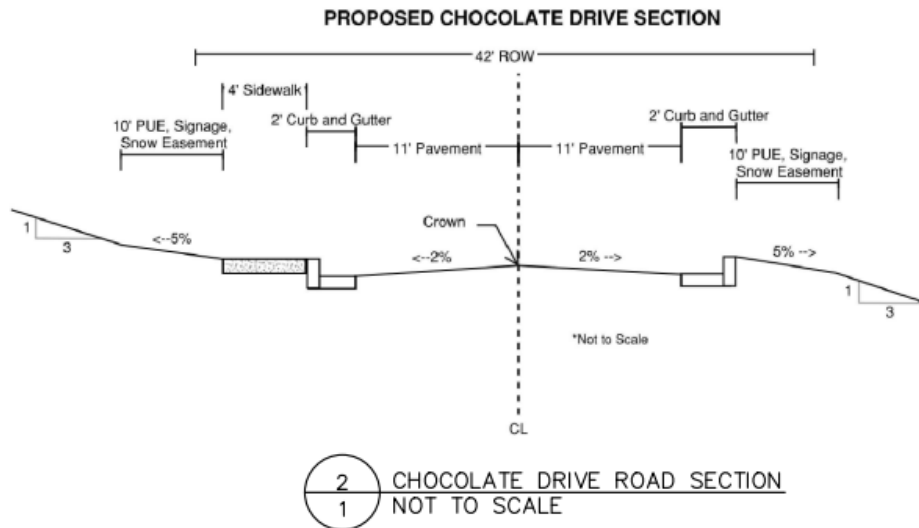 PROPOSED CHOCOLATE DRIVE SECTION
42' ROW
4' Sidewalk
2' Curb and Gutter
2' Curb and Gutter
10' PUE, Signage,
Snow Easement
11' Pavement
11' Pavement
10' PUE, Signage,
Snow Easement
Crown
1
3
<--5%
<--2%
2% -->
5% -->
1
3
*Not to Scale
CL
2
1
CHOCOLATE DRIVE ROAD SECTION
NOT TO SCALE